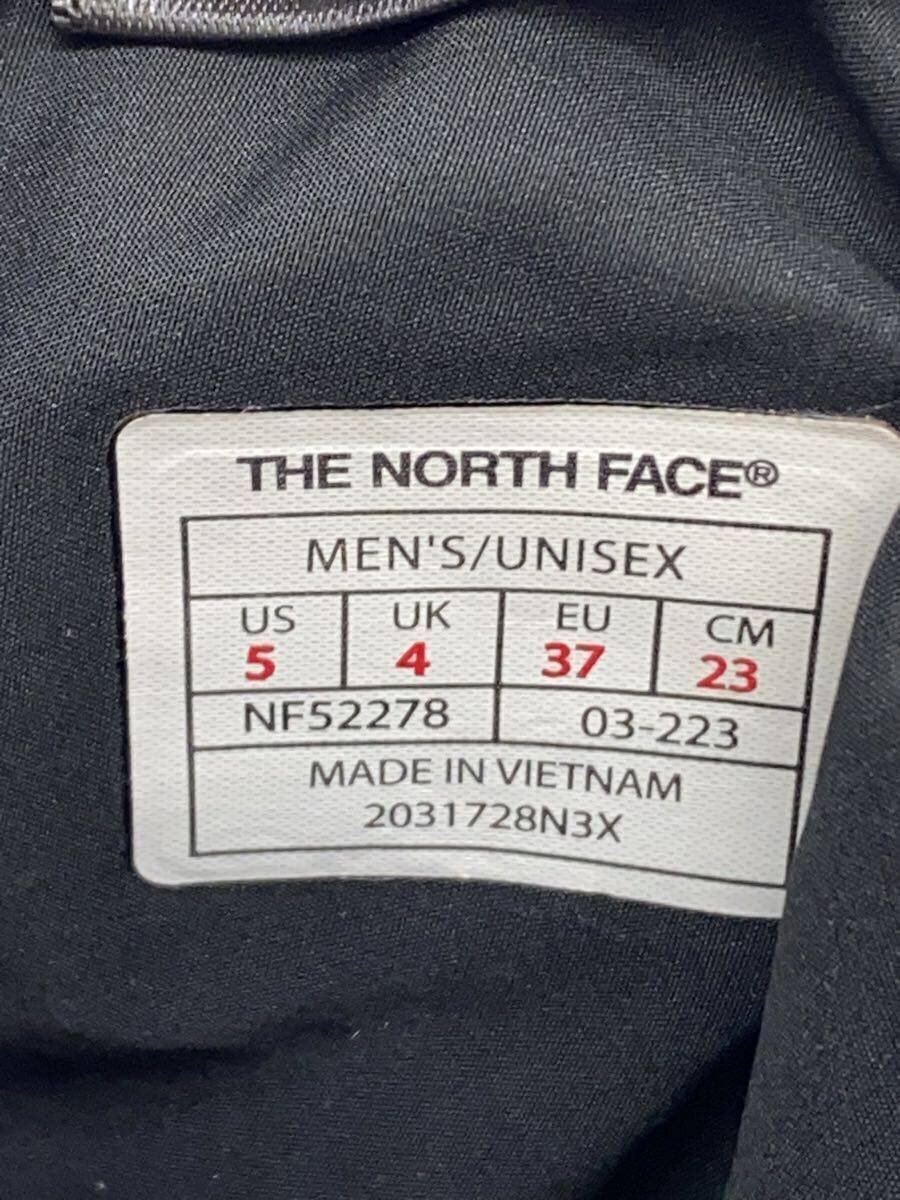 THE NORTH FACE®
MEN'S/UNISEX
US UK EU CM
5 4 37 23
NF52278 03-223
MADE IN VIETNAM
2031728N3X